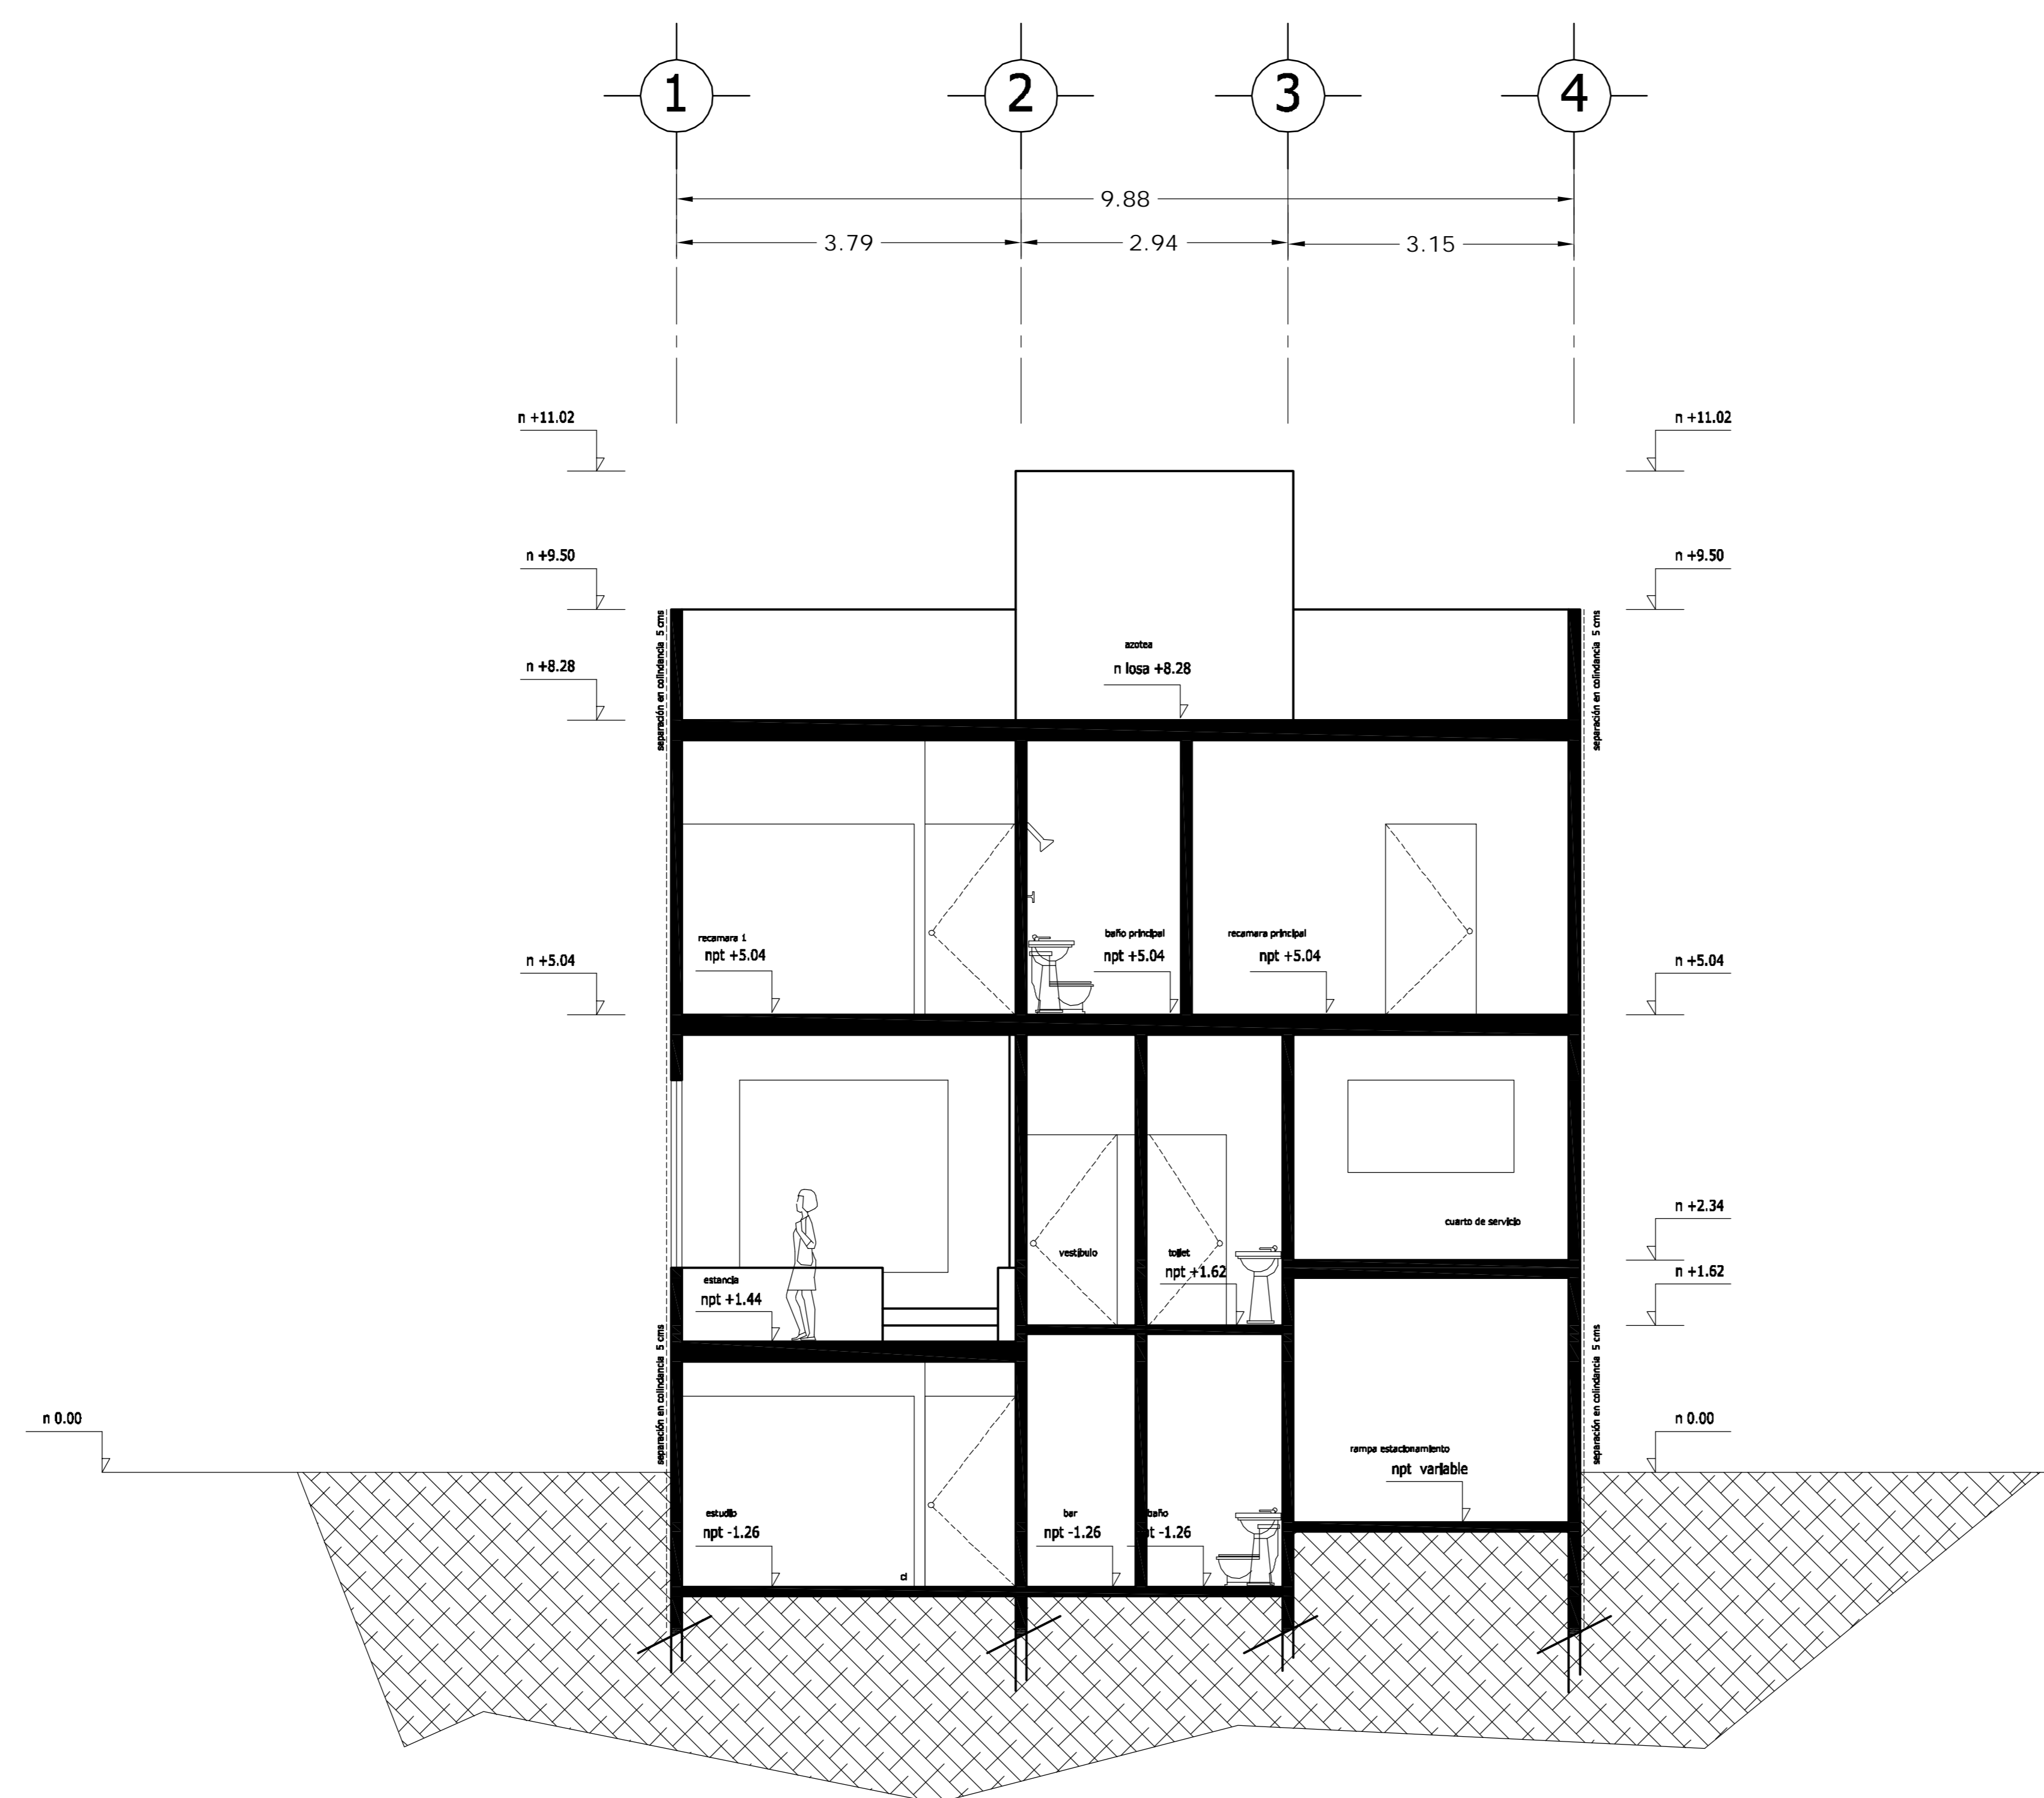 1 2 3 4
9.88
3.79 2.94 3.15
n +11.02 n +11.02
n +9.50 n +9.50
separación en colindancia 5 cms
separación en colindancia 5 cms
azotea
n +8.28
n losa +8.28
recamara 1
npt +5.04
baño principal
npt +5.04
recamara principal
npt +5.04
n +5.04 n +5.04
n +2.34
cuarto de servicio
vestibulo
toilet
npt +1.62
n +1.62
estancia
npt +1.44
separación en colindancia 5 cms
separación en colindancia 5 cms
n 0.00 n 0.00
rampa estacionamiento
npt variable
estudio
npt -1.26
bar
npt -1.26
baño
npt -1.26
cl